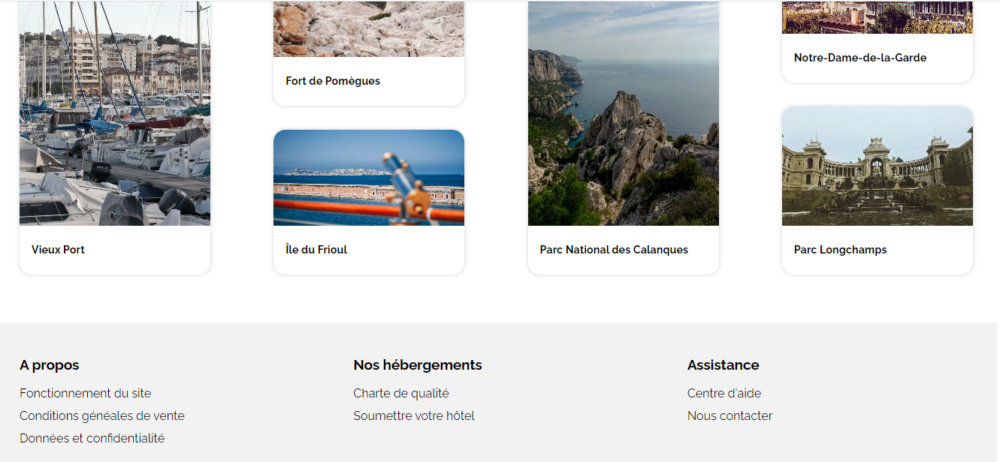 Notre-Dame-de-la-Garde
Fort de Pomègues
Vieux Port
Île du Frioul
Parc National des Calanques
Parc Longchamps
A propos
Fonctionnement du site
Conditions généales de vente
Données et confidentialité
Nos hébergements
Charte de qualité
Soumettre votre hôtel
Assistance
Centre d'aide
Nous contacter